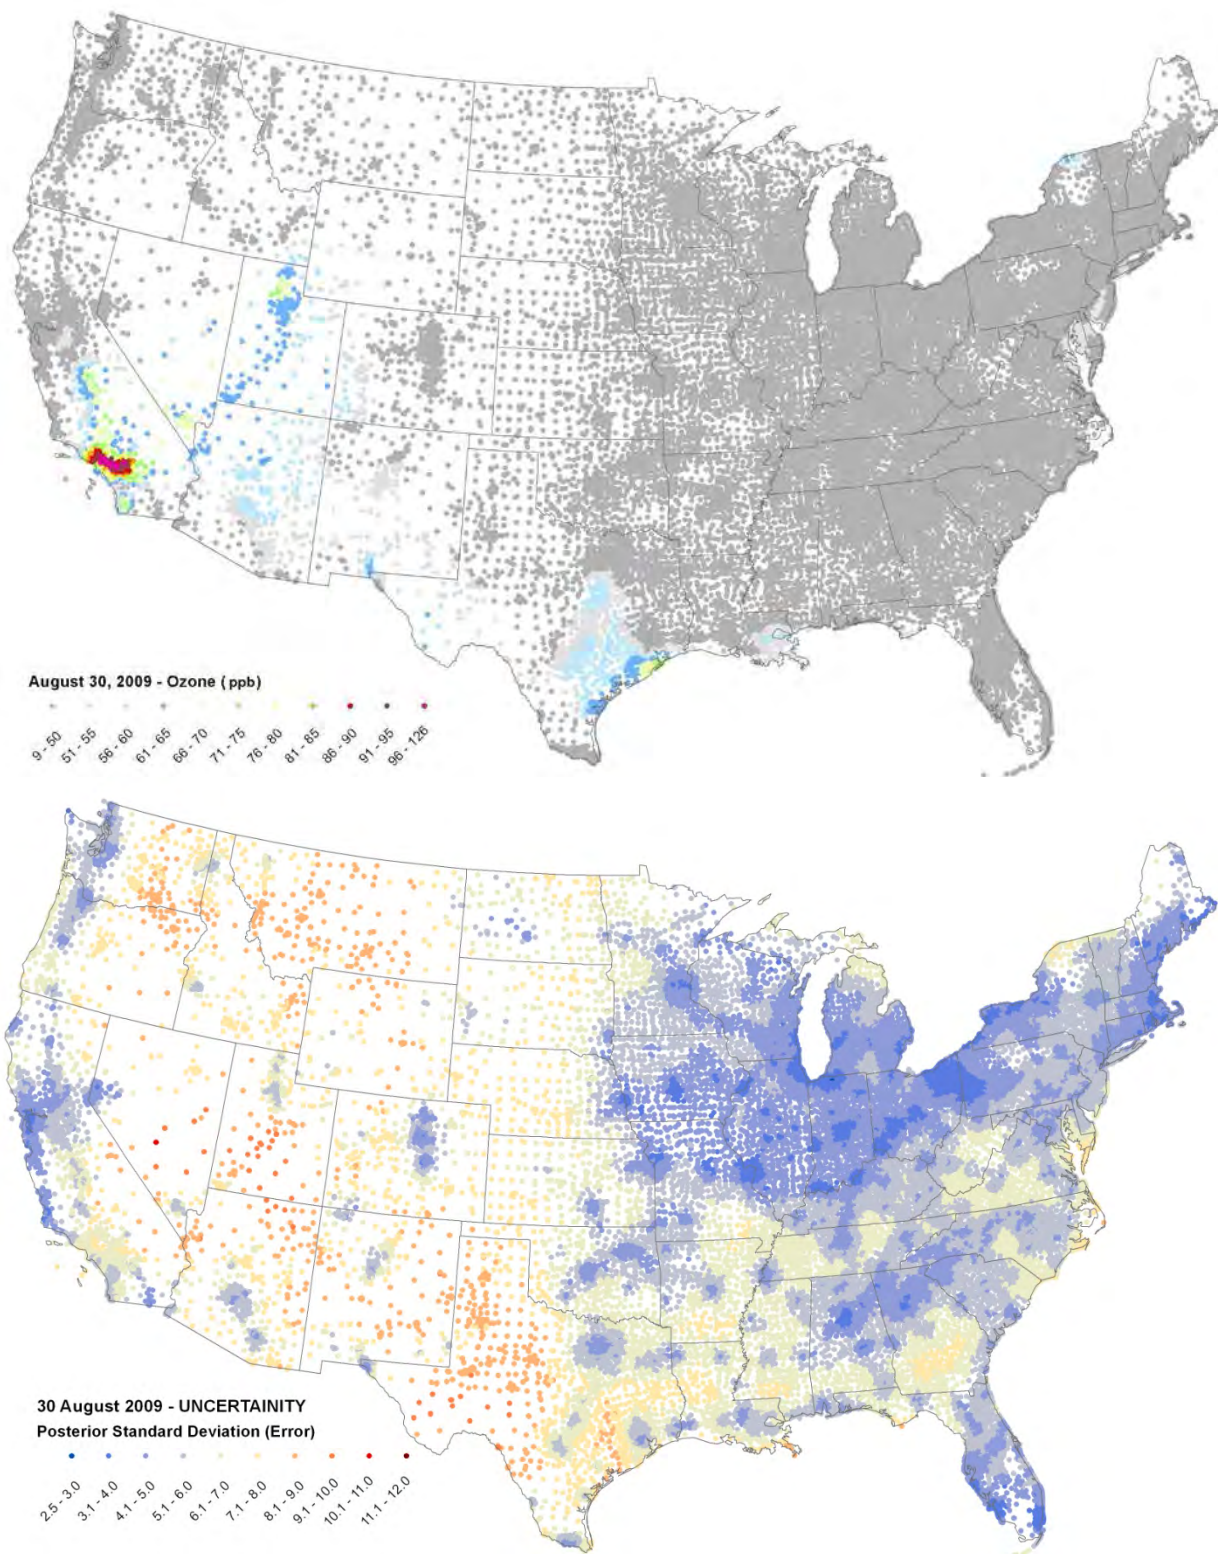 August 30, 2009 - Ozone (ppb)
9 - 50
51 - 55
56 - 60
61 - 65
66 - 70
71 - 75
76 - 80
81 - 85
86 - 90
91 - 95
96 - 126
30 August 2009 - UNCERTAINITY
Posterior Standard Deviation (Error)
2.5 - 3.0
3.1 - 4.0
4.1 - 5.0
5.1 - 6.0
6.1 - 7.0
7.1 - 8.0
8.1 - 9.0
9.1 - 10.0
10.1 - 11.0
11.1 - 12.0